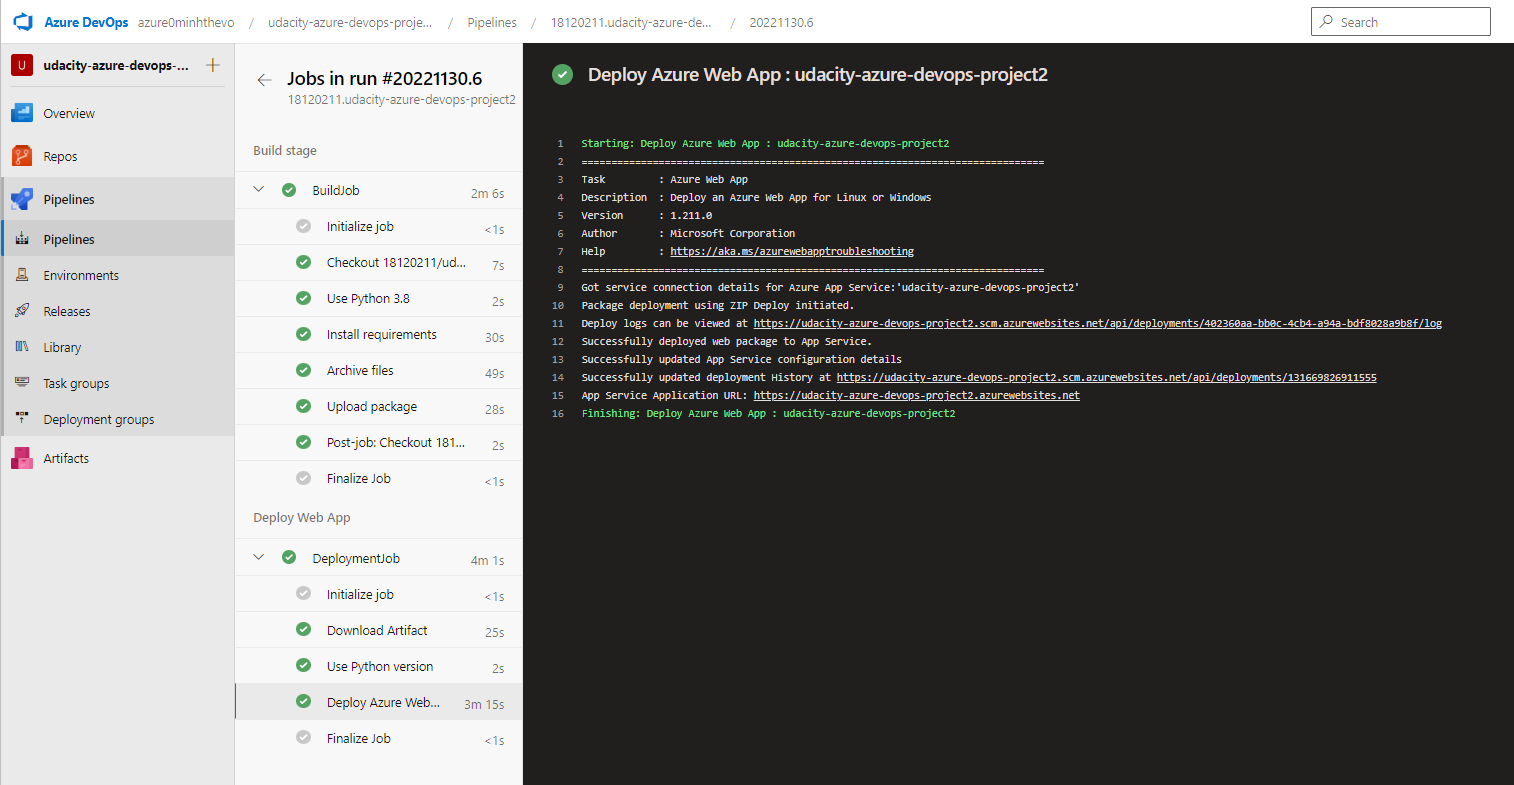 Azure DevOps azure0minhthevo / udacity-azure-devops-proje... / Pipelines / 18120211.udacity-azure-de... / 20221130.6
Search
U udacity-azure-devops-...
Overview
Repos
Pipelines
Pipelines
Environments
Releases
Library
Task groups
Deployment groups
Artifacts
Jobs in run #20221130.6
18120211.udacity-azure-devops-project2
Build stage
BuildJob 2m 6s
Initialize job <1s
Checkout 18120211/ud... 7s
Use Python 3.8 2s
Install requirements 30s
Archive files 49s
Upload package 28s
Post-job: Checkout 181... 2s
Finalize Job <1s
Deploy Web App
DeploymentJob 4m 1s
Initialize job <1s
Download Artifact 25s
Use Python version 2s
Deploy Azure Web... 3m 15s
Finalize Job <1s
Deploy Azure Web App : udacity-azure-devops-project2
1 Starting: Deploy Azure Web App : udacity-azure-devops-project2
2 ==============================================================================
3 Task : Azure Web App
4 Description : Deploy an Azure Web App for Linux or Windows
5 Version : 1.211.0
6 Author : Microsoft Corporation
7 Help : https://aka.ms/azurewebapptroubleshooting
8 ==============================================================================
9 Got service connection details for Azure App Service:'udacity-azure-devops-project2'
10 Package deployment using ZIP Deploy initiated.
11 Deploy logs can be viewed at https://udacity-azure-devops-project2.scm.azurewebsites.net/api/deployments/402360aa-bb0c-4cb4-a94a-bdf8028a9b8f/log
12 Successfully deployed web package to App Service.
13 Successfully updated App Service configuration details
14 Successfully updated deployment History at https://udacity-azure-devops-project2.scm.azurewebsites.net/api/deployments/131669826911555
15 App Service Application URL: https://udacity-azure-devops-project2.azurewebsites.net
16 Finishing: Deploy Azure Web App : udacity-azure-devops-project2